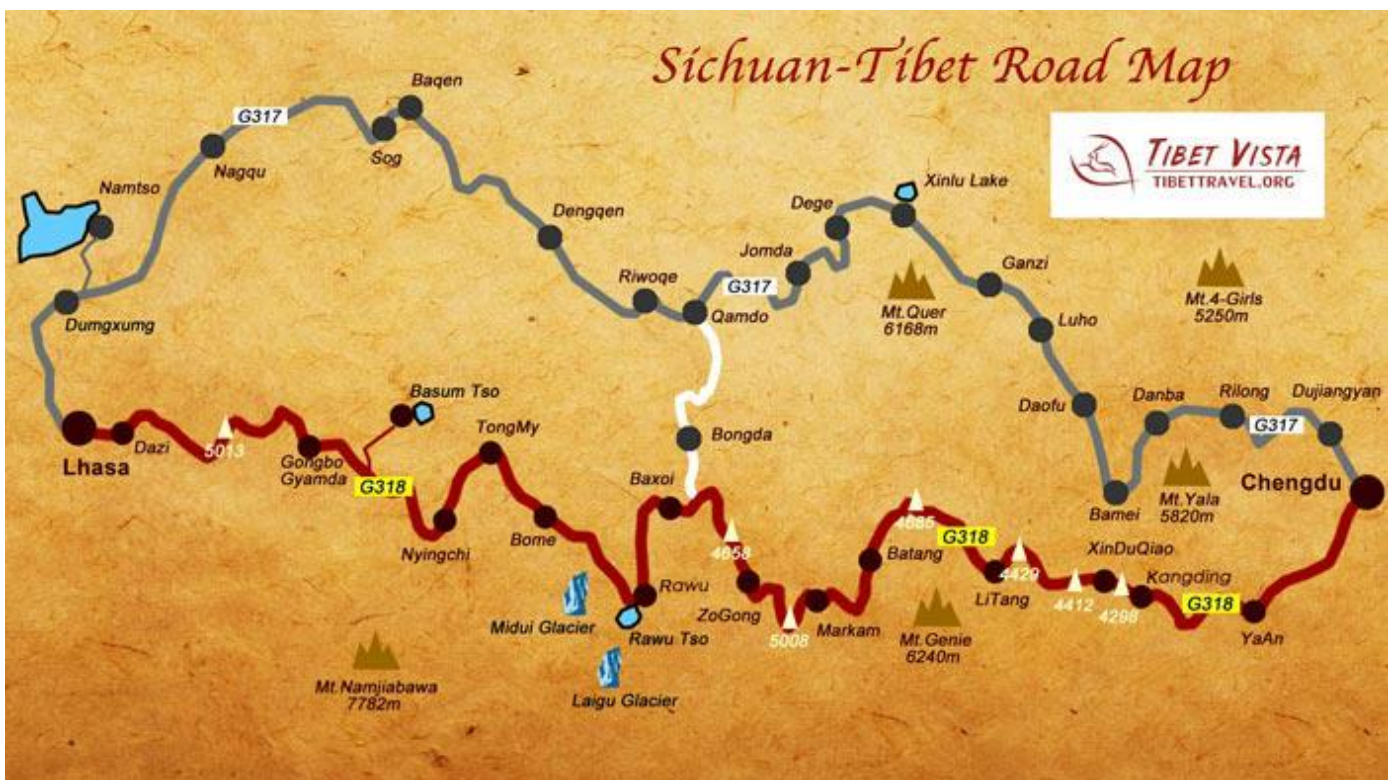 Sichuan-Tibet Road Map
TIBET VISTA
TIBETTRAVEL.ORG
Baqen
G317
Sog
Nagqu
Namtso
Xinlu Lake
Dengqen
Dege
Jomda
Ganzi
Riwoqe
G317
Mt.4-Girls
5250m
Mt.Quer
6168m
Dumgxumg
Qamdo
Luho
Basum Tso
Daofu
Danba
Rilong
Dujiangyan
TongMy
G317
Dazi
5013
Bongda
Lhasa
Gongbo
Gyamda
G318
Baxoi
Chengdu
Mt.Yala
5820m
Bamei
4685
G318
Nyingchi
Bome
4658
Batang
4429
XinDuQiao
Kangding
Rawu
LiTang
4412
4298
G318
ZoGong
Midui Glacier
Rawu Tso
5008
Markam
Mt.Genie
6240m
YaAn
Mt.Namjiabawa
7782m
Laigu Glacier